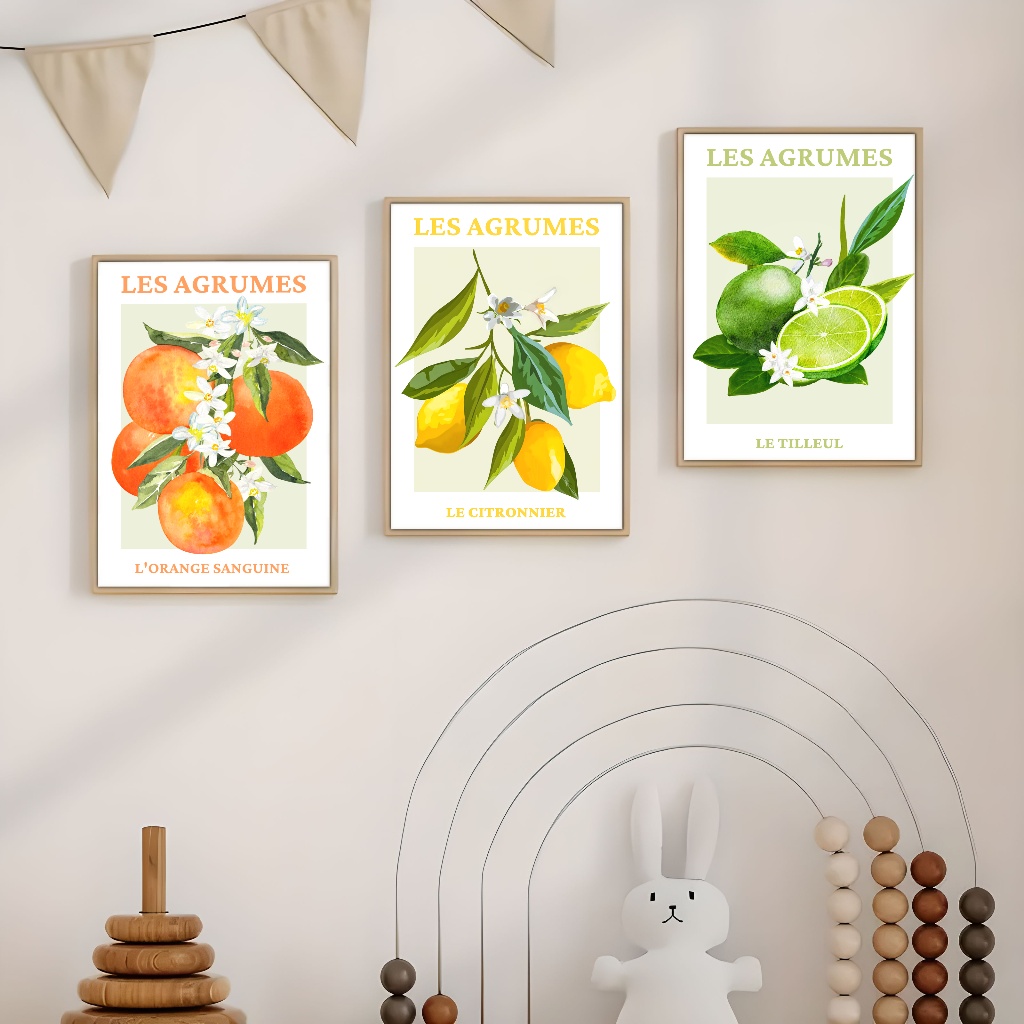 LES AGRUMES
L'ORANGE SANGUINE
LES AGRUMES
LE CITRONNIER
LES AGRUMES
LE TILLEUL